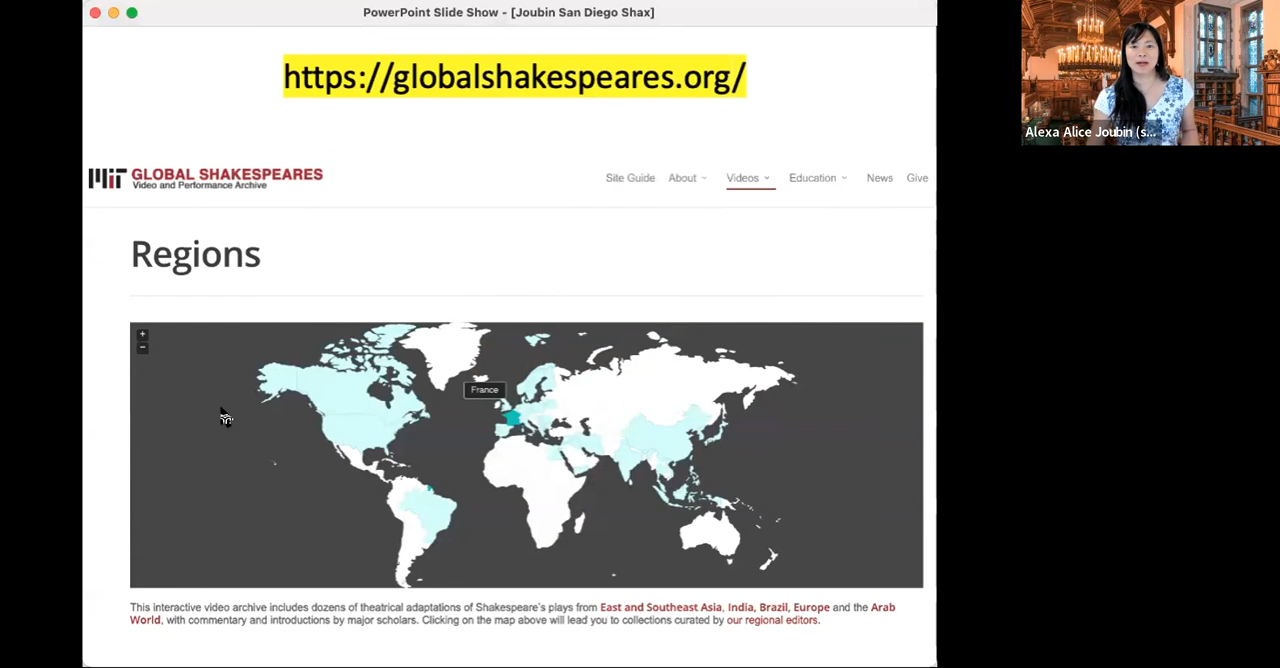 PowerPoint Slide Show - [Joubin San Diego Shax]
https://globalshakespeares.org/
MIT GLOBAL SHAKESPEARES
Video and Performance Archive
Site Guide About Videos Education News Give
Regions
+
−
France
This interactive video archive includes dozens of theatrical adaptations of Shakespeare's plays from East and Southeast Asia, India, Brazil, Europe and the Arab
World, with commentary and introductions by major scholars. Clicking on the map above will lead you to collections curated by our regional editors.
Alexa Alice Joubin (s...